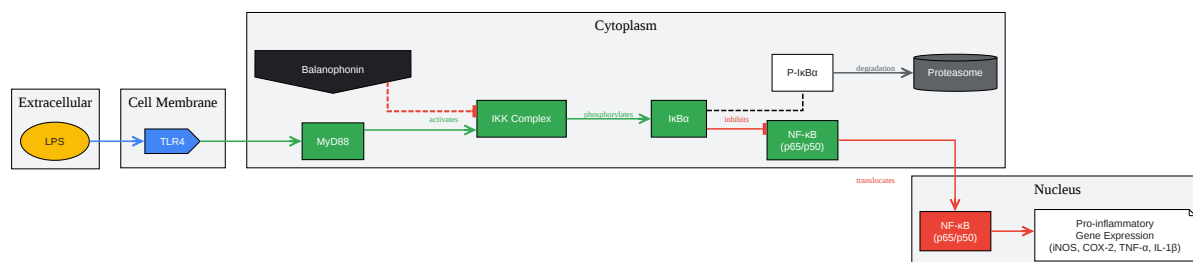 Cytoplasm
Balanophonin
P-IκBα
degradation
Proteasome
Extracellular
Cell Membrane
LPS
TLR4
MyD88
activates
IKK Complex
phosphorylates
IκBα
inhibits
NF-κB
(p65/p50)
translocates
Nucleus
NF-κB
(p65/p50)
Pro-inflammatory
Gene Expression
(iNOS, COX-2, TNF-α, IL-1β)